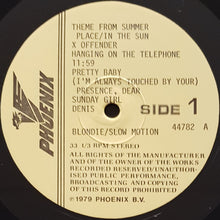 THEME FROM SUMMER
PLACE/IN THE SUN
X OFFENDER
HANGING ON THE TELEPHONE
11:59
PRETTY BABY
(I'M ALWAYS TOUCHED BY YOUR)
PRESENCE, DEAR
SUNDAY GIRL
DENIS
SIDE 1
BLONDIE/SLOW MOTION
44782 A
33 1/3 RPM STEREO
ALL RIGHTS OF THE MANUFACTURER
AND OF THE OWNER OF THE WORKS
RECORDED RESERVED/UNAUTHOR-
ISED PUBLIC PERFORMANCE,
BROADCASTING AND COPYING
OF THIS RECORD PROHIBITED
℗ 1979 PHOENIX B.V.
PHOENIX